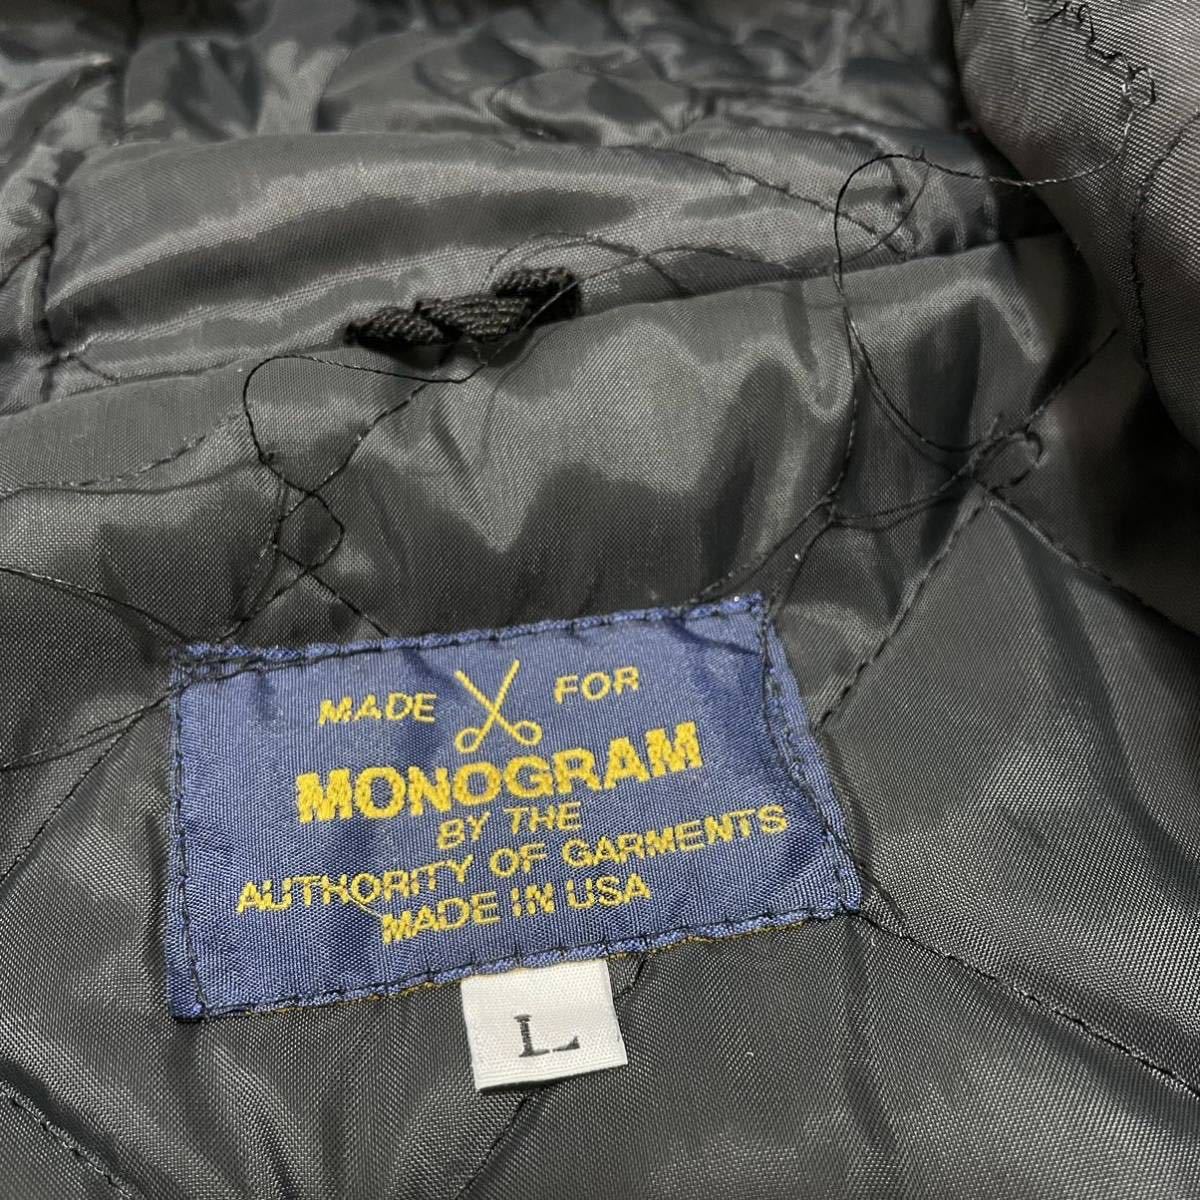 MADE FOR
MONOGRAM
BY THE
AUTHORITY OF GARMENTS
MADE IN USA
L